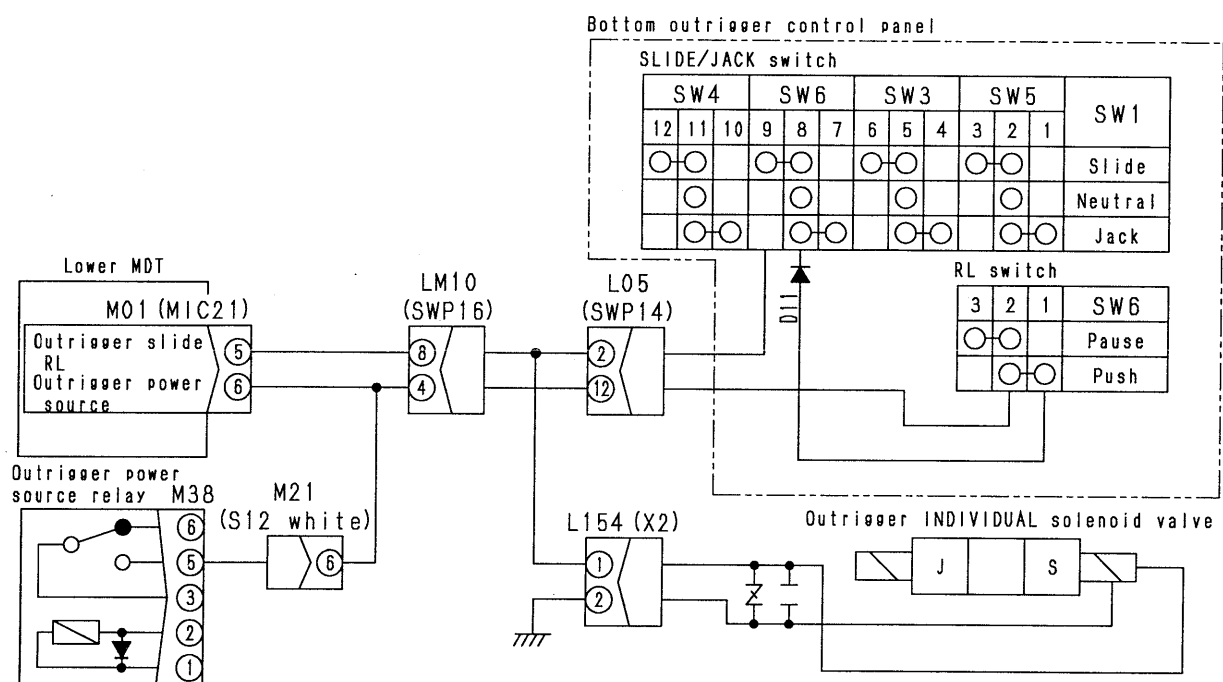 Bottom outrigger control panel
SLIDE/JACK switch
SW4 SW6 SW3 SW5 SW1
12 11 10 9 8 7 6 5 4 3 2 1
Slide
Neutral
Jack
Lower MDT
M01 (MIC21)
LM10
(SWP16)
L05
(SWP14)
D11
RL switch
3 2 1 SW6
Pause
Push
Outrigger slide
RL
Outrigger power
source
5
6
8
4
2
12
Outrigger power
source relay M38
M21
(S12 white)
6
5
3
2
1
6
L154 (X2)
1
2
Outrigger INDIVIDUAL solenoid valve
J S